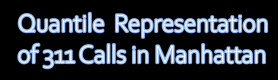 Quantile Representation
of 311 Calls in Manhattan